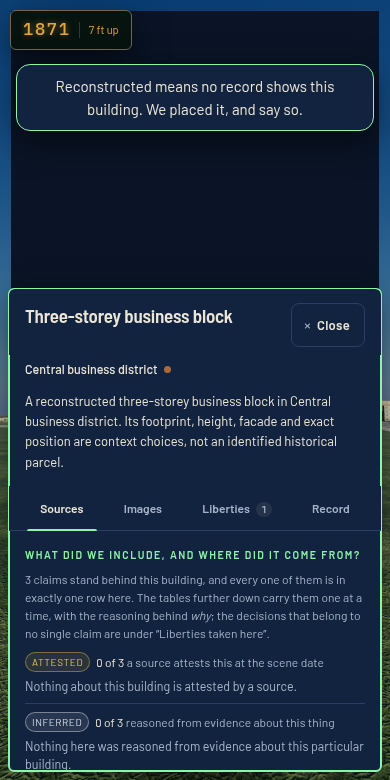 1871 7 ft up
Reconstructed means no record shows this
building. We placed it, and say so.
Three-storey business block
× Close
Central business district
A reconstructed three-storey business block in Central
business district. Its footprint, height, facade and exact
position are context choices, not an identified historical
parcel.
Sources Images Liberties 1 Record
WHAT DID WE INCLUDE, AND WHERE DID IT COME FROM?
3 claims stand behind this building, and every one of them is in
exactly one row here. The tables further down carry them one at a
time, with the reasoning behind why; the decisions that belong to
no single claim are under “Liberties taken here”.
ATTESTED 0 of 3 a source attests this at the scene date
Nothing about this building is attested by a source.
INFERRED 0 of 3 reasoned from evidence about this thing
Nothing here was reasoned from evidence about this particular
building.